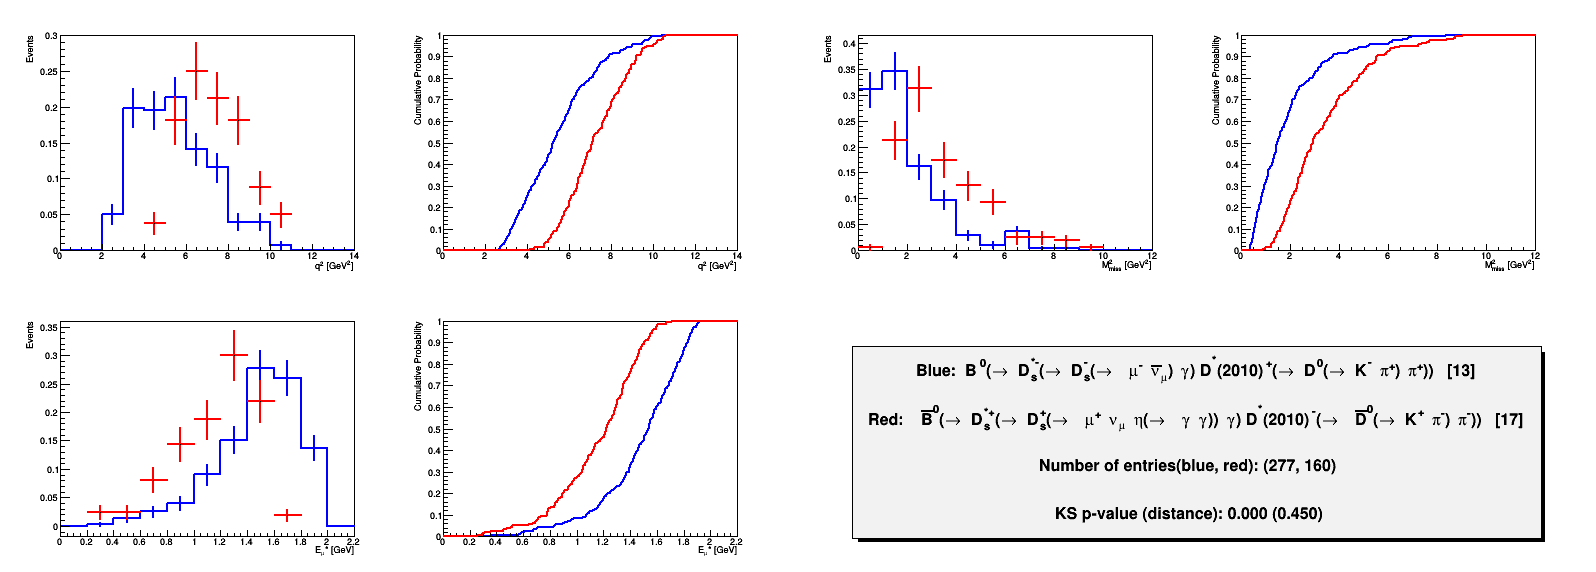 Events
0.3
0.25
0.2
0.15
0.1
0.05
0
0 2 4 6 8 10 12 14
q² [GeV²]
Cumulative Probability
1
0.9
0.8
0.7
0.6
0.5
0.4
0.3
0.2
0.1
0
0 2 4 6 8 10 12 14
q² [GeV²]
Events
0.4
0.35
0.3
0.25
0.2
0.15
0.1
0.05
0
0 2 4 6 8 10 12
M²miss [GeV²]
Cumulative Probability
1
0.9
0.8
0.7
0.6
0.5
0.4
0.3
0.2
0.1
0
0 2 4 6 8 10 12
M²miss [GeV²]
Events
0.35
0.3
0.25
0.2
0.15
0.1
0.05
0
0 0.2 0.4 0.6 0.8 1 1.2 1.4 1.6 1.8 2 2.2
Eμ* [GeV]
Cumulative Probability
1
0.9
0.8
0.7
0.6
0.5
0.4
0.3
0.2
0.1
0
0 0.2 0.4 0.6 0.8 1 1.2 1.4 1.6 1.8 2 2.2
Eμ* [GeV]
Blue: B⁰(→ Dₛ*⁻(→ Dₛ⁻(→ μ⁻ ν̅μ) γ) D*(2010)⁺(→ D⁰(→ K⁻ π⁺) π⁺)) [13]
Red: B̅⁰(→ Dₛ*⁺(→ Dₛ⁺(→ μ⁺ νμ η(→ γ γ)) γ) D*(2010)⁻(→ D̅⁰(→ K⁺ π⁻) π⁻)) [17]
Number of entries(blue, red): (277, 160)
KS p-value (distance): 0.000 (0.450)